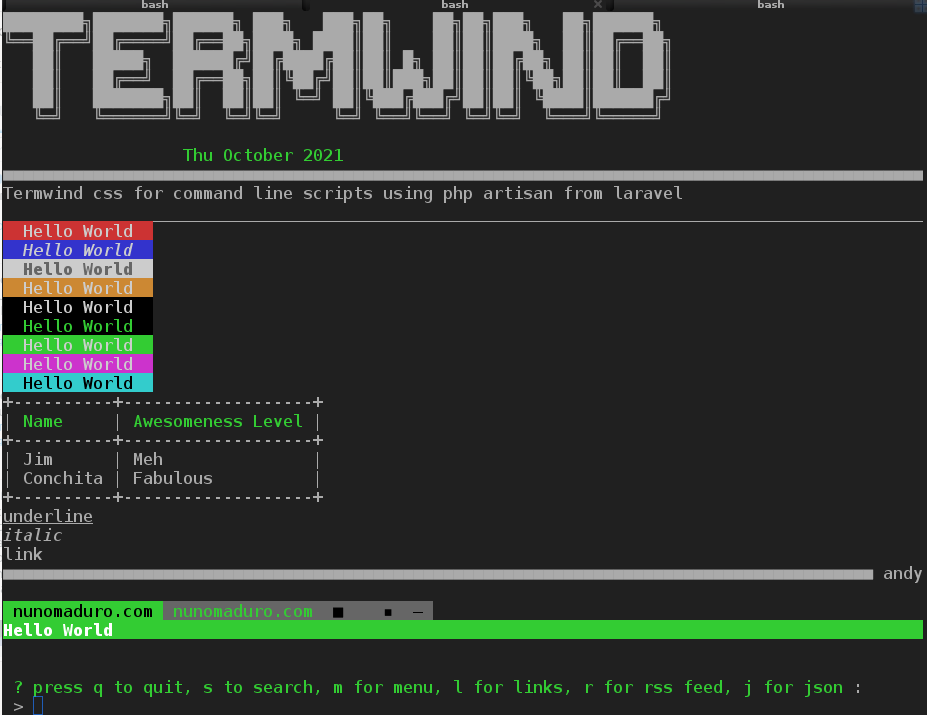 bash bash bash
TERMWIND
Thu October 2021
Termwind css for command line scripts using php artisan from laravel
Hello World
Hello World
Hello World
Hello World
Hello World
Hello World
Hello World
Hello World
Hello World
Name Awesomeness Level
Jim Meh
Conchita Fabulous
underline
italic
link
andy
nunomaduro.com nunomaduro.com
Hello World
? press q to quit, s to search, m for menu, l for links, r for rss feed, j for json :
>